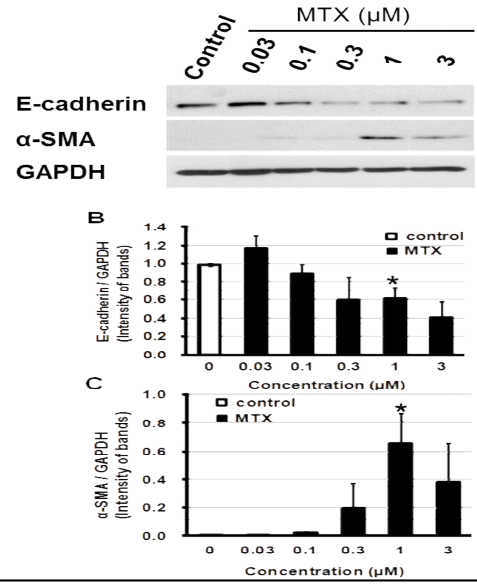 MTX (µM)
Control 0.03 0.1 0.3 1 3
E-cadherin
α-SMA
GAPDH
B
E-cadherin / GAPDH
(Intensity of bands)
1.4
1.2
1.0
0.8
0.6
0.4
0.2
0.0
control
MTX
*
0 0.03 0.1 0.3 1 3
Concentration (µM)
C
α-SMA / GAPDH
(Intensity of bands)
1.0
0.8
0.6
0.4
0.2
0.0
control
MTX
*
0 0.03 0.1 0.3 1 3
Concentration (µM)